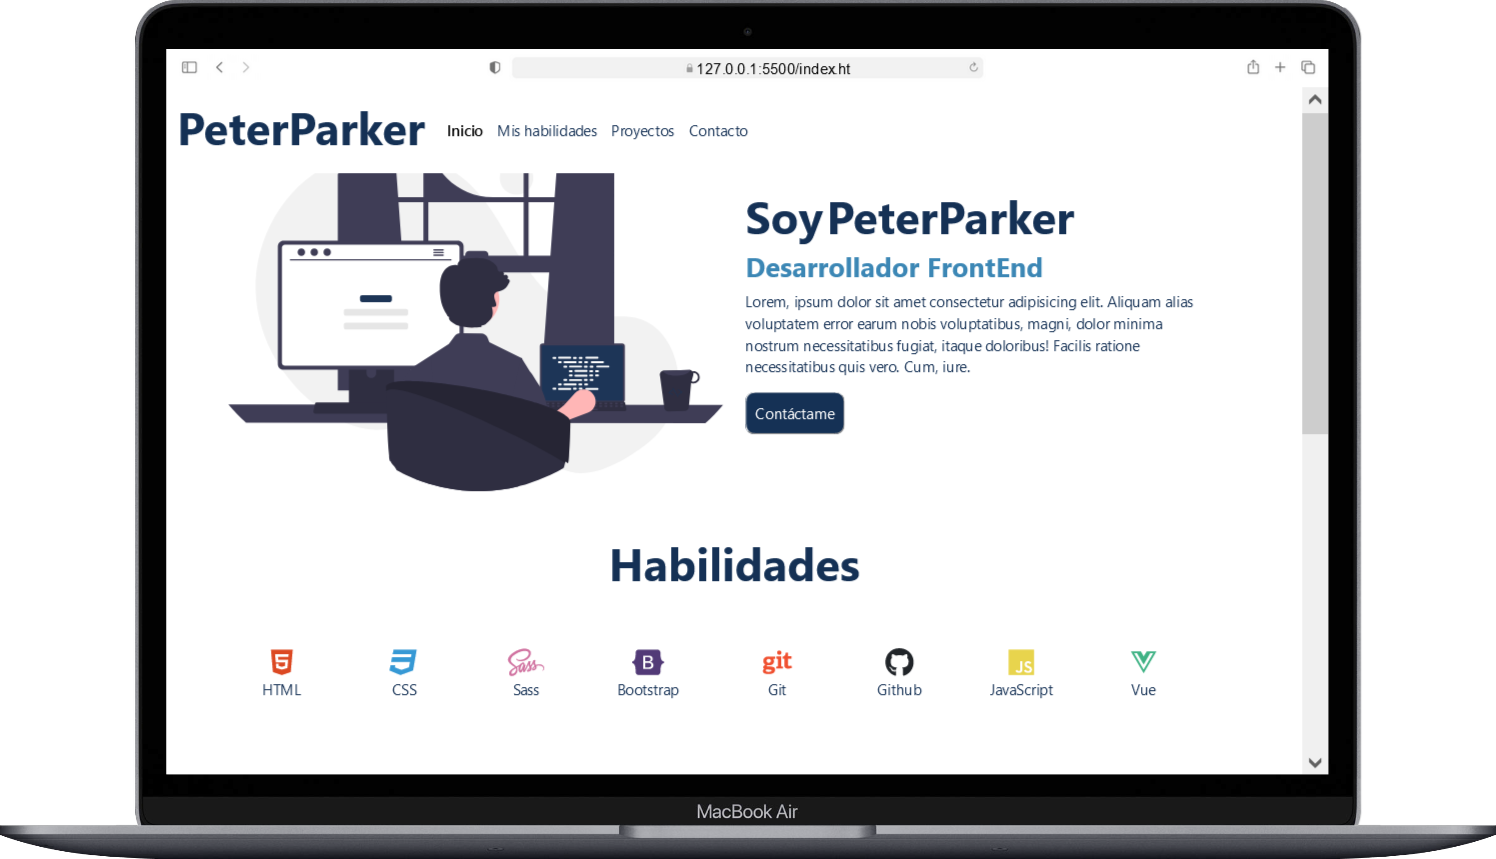 127.0.0.1:5500/index.ht
PeterParker Inicio Mis habilidades Proyectos Contacto
Soy PeterParker
Desarrollador FrontEnd
Lorem, ipsum dolor sit amet consectetur adipisicing elit. Aliquam alias
voluptatem error earum nobis voluptatibus, magni, dolor minima
nostrum necessitatibus fugiat, itaque doloribus! Facilis ratione
necessitatibus quis vero. Cum, iure.
Contáctame
Habilidades
5 3 Sass B git JS
HTML CSS Sass Bootstrap Git Github JavaScript Vue
MacBook Air